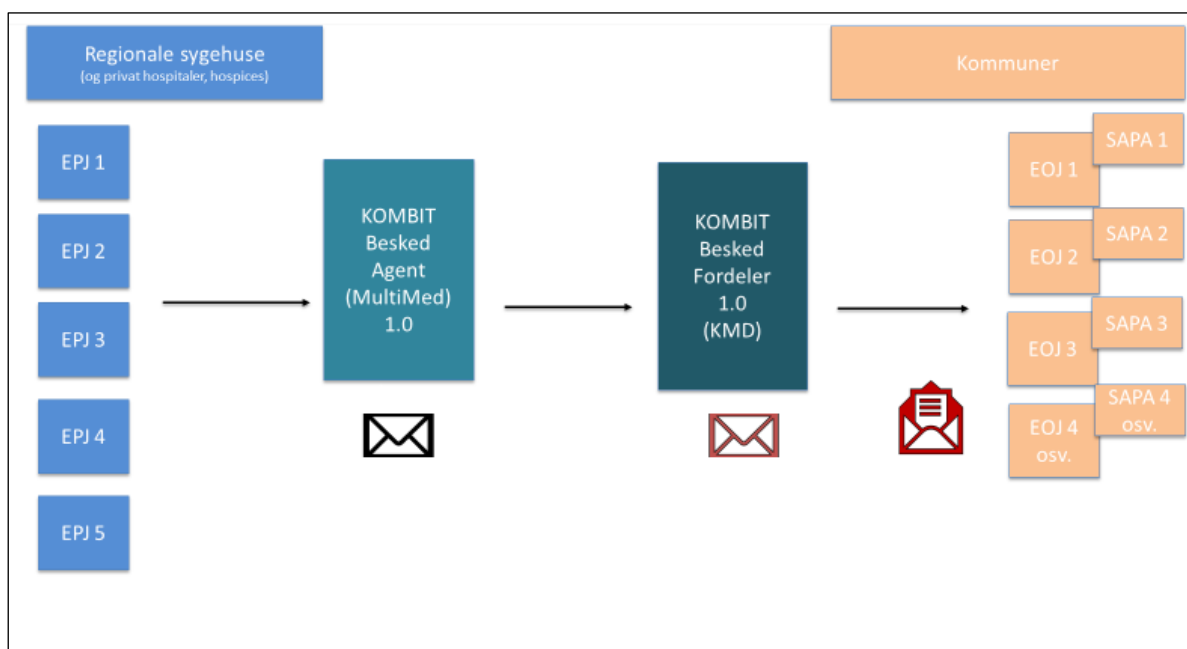 Regionale sygehuse
(og privat hospitaler, hospices)
Kommuner
EPJ 1
EPJ 2
EPJ 3
EPJ 4
EPJ 5
KOMBIT
Besked
Agent
(MultiMed)
1.0
KOMBIT
Besked
Fordeler
1.0
(KMD)
SAPA 1
EOJ 1
SAPA 2
EOJ 2
SAPA 3
EOJ 3
SAPA 4
osv.
EOJ 4
osv.